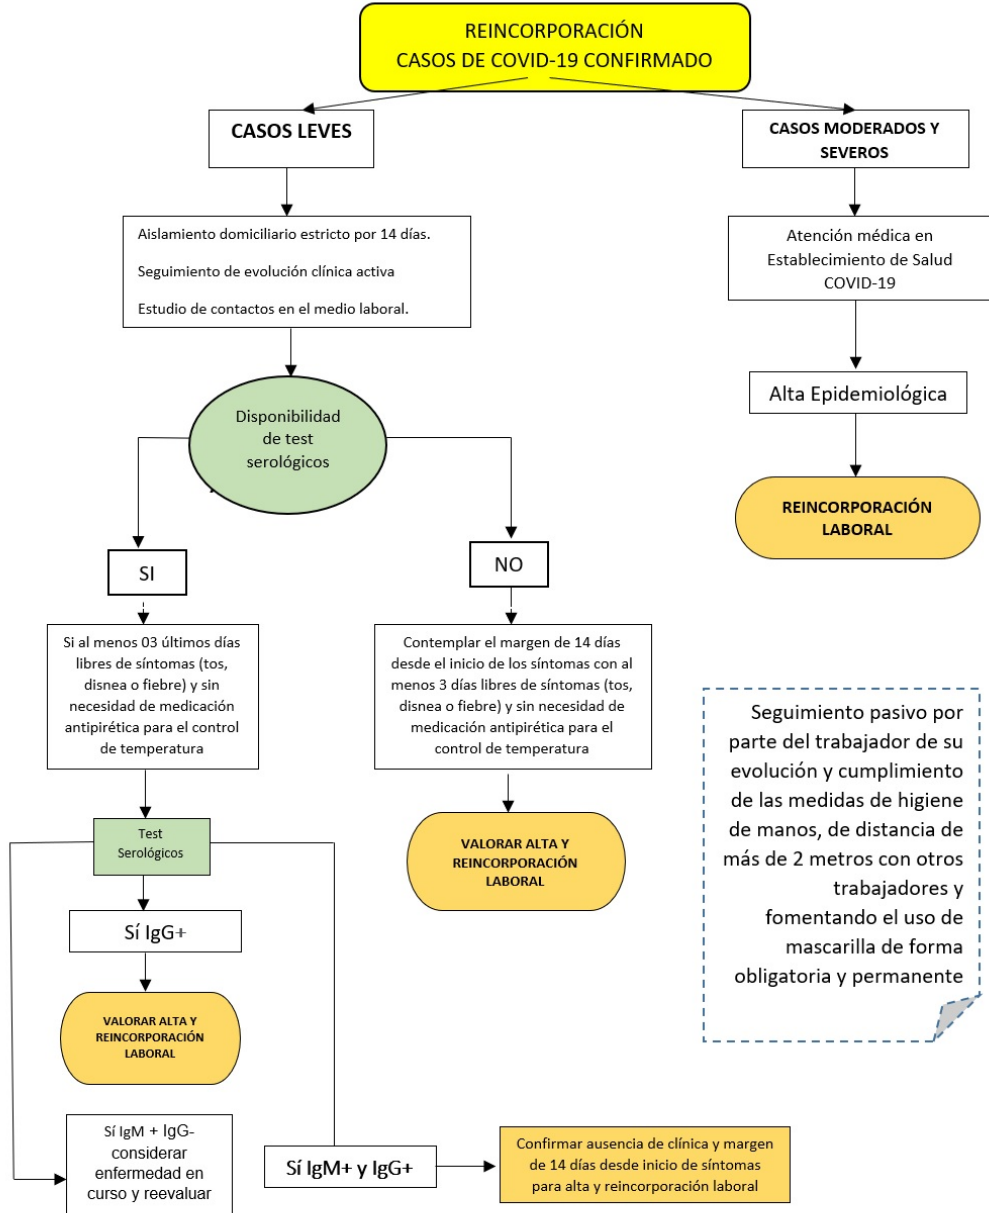 REINCORPORACIÓN
CASOS DE COVID-19 CONFIRMADO
CASOS LEVES
CASOS MODERADOS Y
SEVEROS
Aislamiento domiciliario estricto por 14 días.
Seguimiento de evolución clínica activa
Estudio de contactos en el medio laboral.
Atención médica en
Establecimiento de Salud
COVID-19
Alta Epidemiológica
REINCORPORACIÓN
LABORAL
Disponibilidad
de test
serológicos
SI
NO
Si al menos 03 últimos días
libres de síntomas (tos,
disnea o fiebre) y sin
necesidad de medicación
antipirética para el control
de temperatura
Contemplar el margen de 14 días
desde el inicio de los síntomas con al
menos 3 días libres de síntomas (tos,
disnea o fiebre) y sin necesidad de
medicación antipirética para el
control de temperatura
Seguimiento pasivo por
parte del trabajador de su
evolución y cumplimiento
de las medidas de higiene
de manos, de distancia de
más de 2 metros con otros
trabajadores y
fomentando el uso de
mascarilla de forma
obligatoria y permanente
Test
Serológicos
VALORAR ALTA Y
REINCORPORACIÓN
LABORAL
Sí IgG+
VALORAR ALTA Y
REINCORPORACIÓN
LABORAL
Sí IgM + IgG-
considerar
enfermedad en
curso y reevaluar
Sí IgM+ y IgG+
Confirmar ausencia de clínica y margen
de 14 días desde inicio de síntomas
para alta y reincorporación laboral